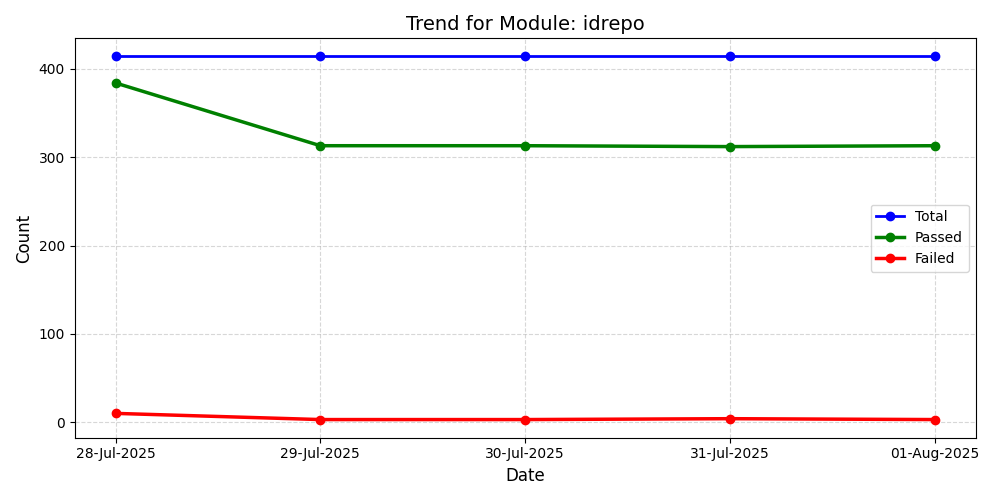 Trend for Module: idrepo
400
300
200
100
0
Count
Total
Passed
Failed
28-Jul-2025
29-Jul-2025
30-Jul-2025
31-Jul-2025
01-Aug-2025
Date